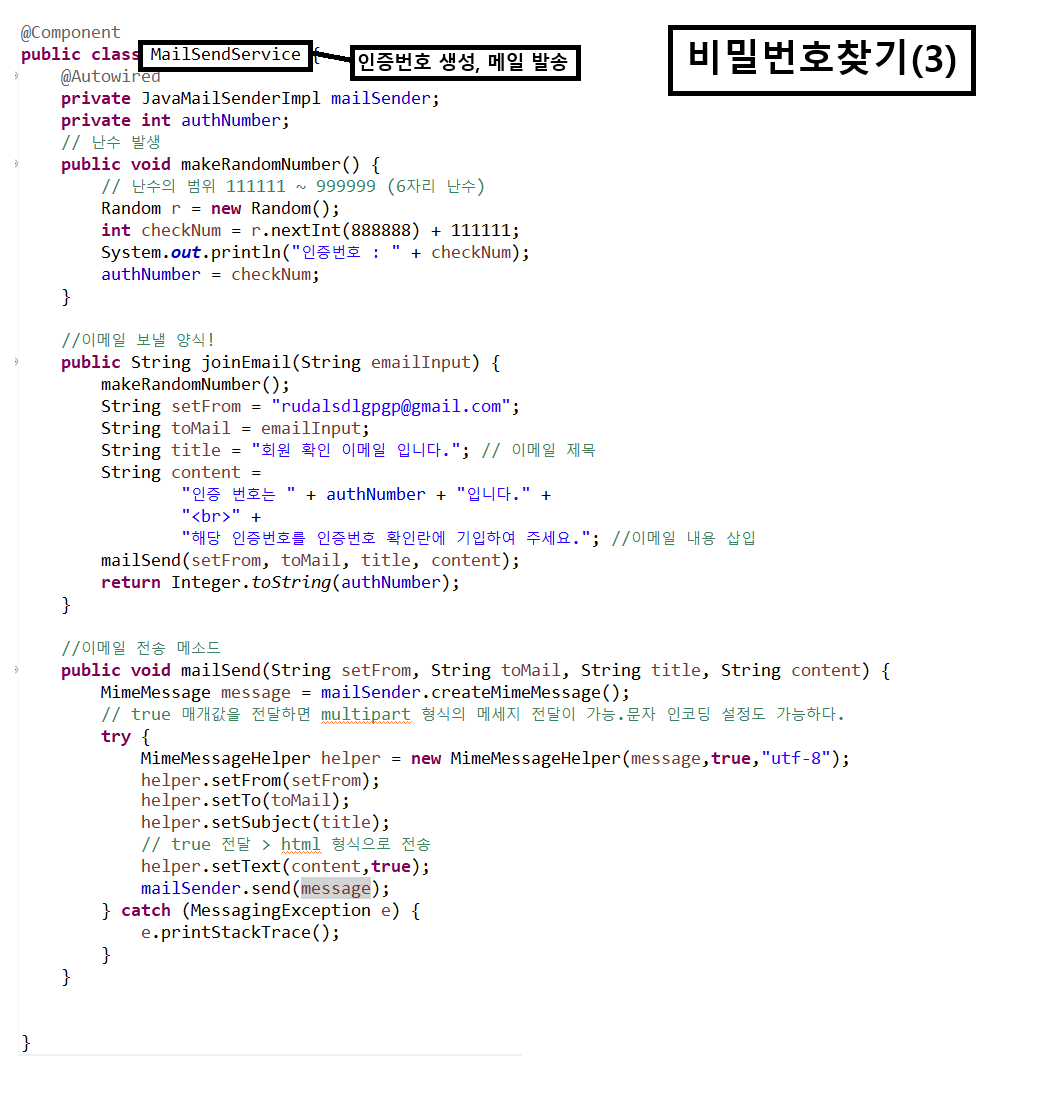 비밀번호찾기(3)
@Component
public class MailSendService {
인증번호 생성, 메일 발송
@Autowired
private JavaMailSenderImpl mailSender;
private int authNumber;
// 난수 발생
public void makeRandomNumber() {
// 난수의 범위 111111 ~ 999999 (6자리 난수)
Random r = new Random();
int checkNum = r.nextInt(888888) + 111111;
System.out.println("인증번호 : " + checkNum);
authNumber = checkNum;
}
//이메일 보낼 양식!
public String joinEmail(String emailInput) {
makeRandomNumber();
String setFrom = "rudalsdlgpgp@gmail.com";
String toMail = emailInput;
String title = "회원 확인 이메일 입니다."; // 이메일 제목
String content =
"인증 번호는 " + authNumber + "입니다." +
"<br>" +
"해당 인증번호를 인증번호 확인란에 기입하여 주세요."; //이메일 내용 삽입
mailSend(setFrom, toMail, title, content);
return Integer.toString(authNumber);
}
//이메일 전송 메소드
public void mailSend(String setFrom, String toMail, String title, String content) {
MimeMessage message = mailSender.createMimeMessage();
// true 매개값을 전달하면 multipart 형식의 메세지 전달이 가능.문자 인코딩 설정도 가능하다.
try {
MimeMessageHelper helper = new MimeMessageHelper(message,true,"utf-8");
helper.setFrom(setFrom);
helper.setTo(toMail);
helper.setSubject(title);
// true 전달 > html 형식으로 전송
helper.setText(content,true);
mailSender.send(message);
} catch (MessagingException e) {
e.printStackTrace();
}
}
}